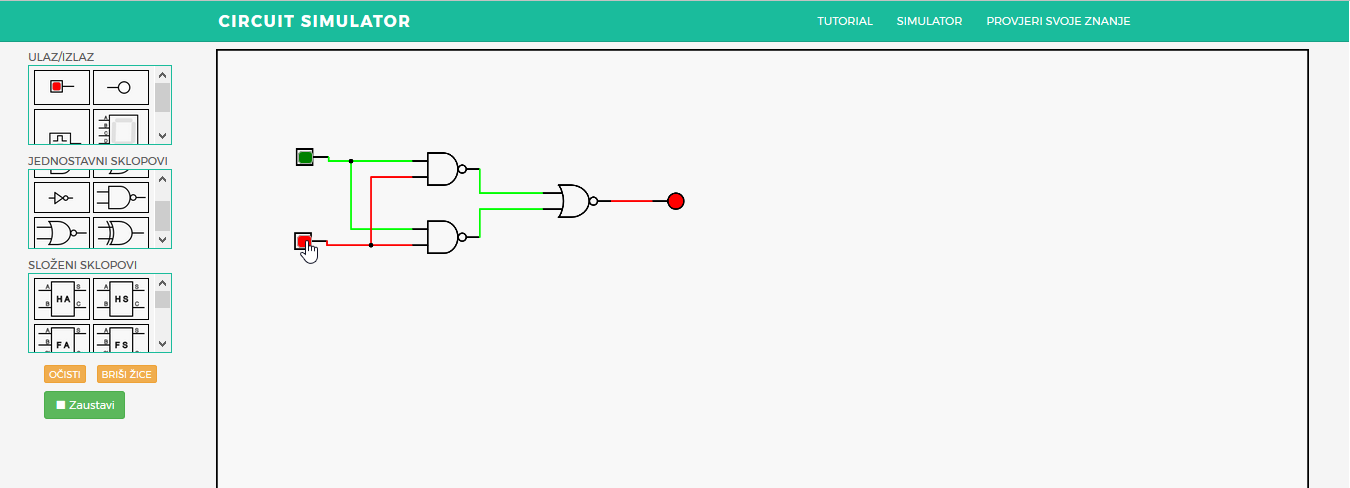 CIRCUIT SIMULATOR
TUTORIAL SIMULATOR PROVJERI SVOJE ZNANJE
ULAZ/IZLAZ
A
B
C
D
JEDNOSTAVNI SKLOPOVI
SLOŽENI SKLOPOVI
A HA S B C
A HS S B C
A FA S B
A FS S B
OČISTI BRIŠI ŽICE
Zaustavi